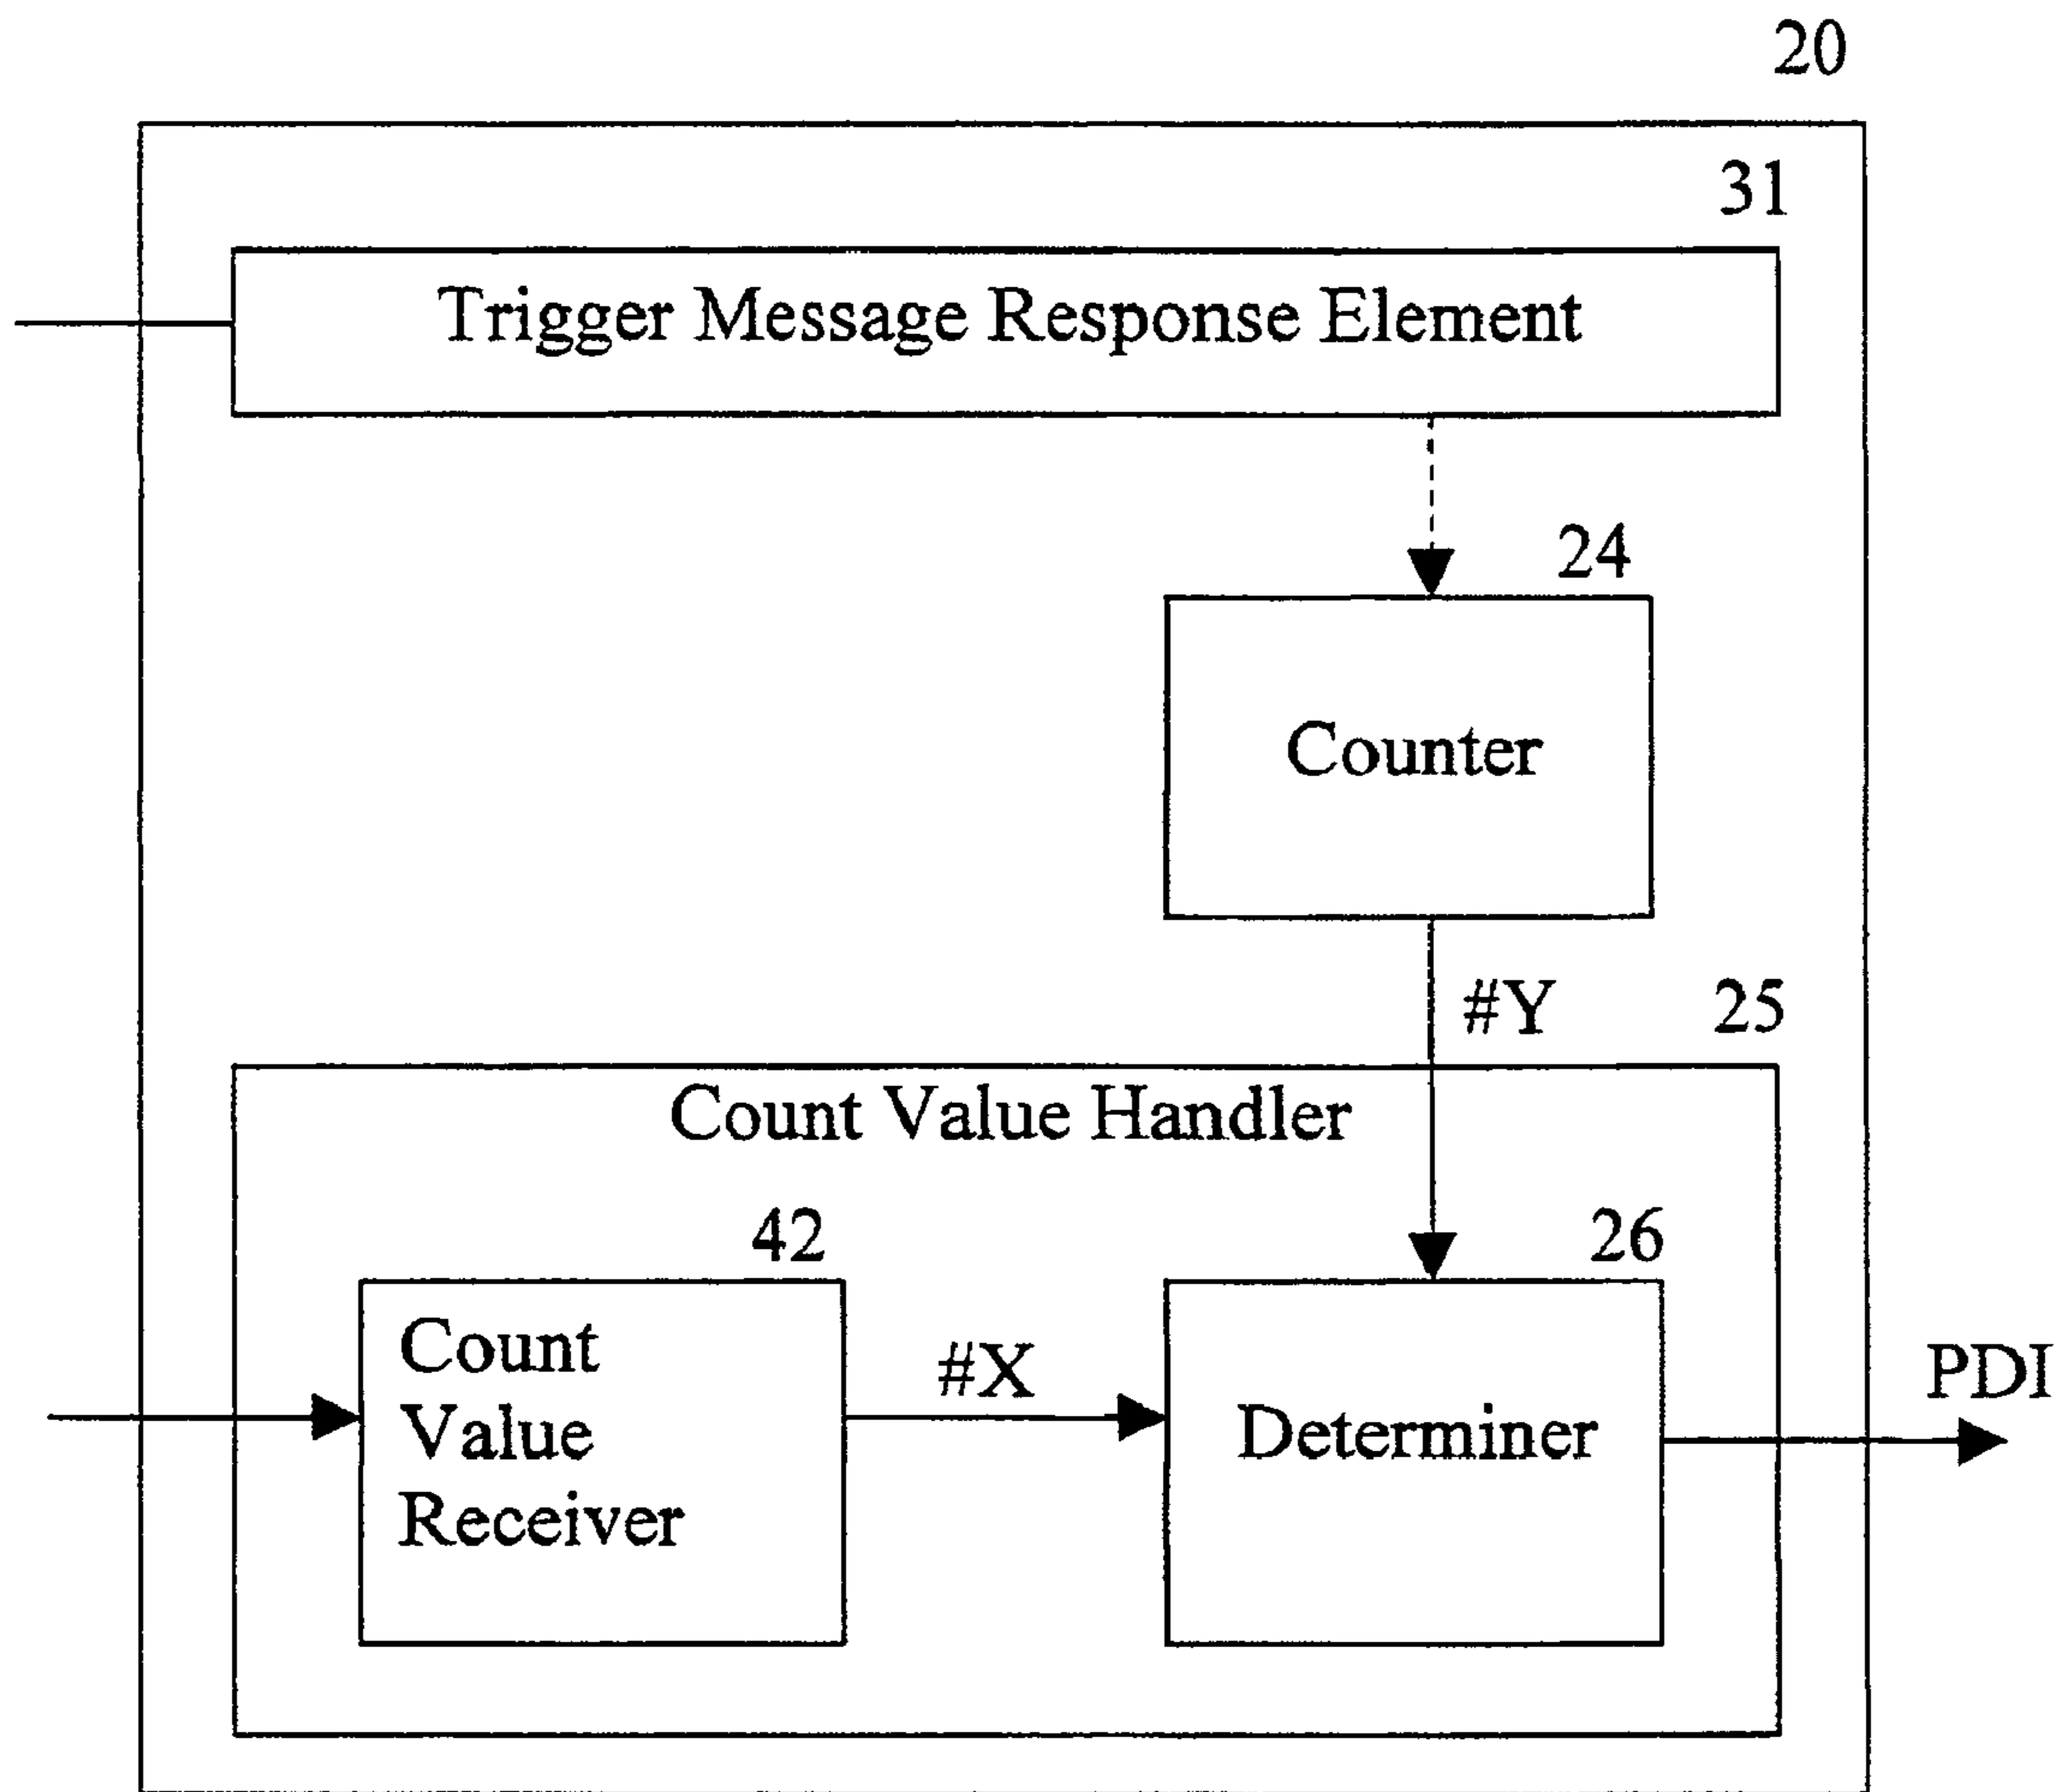 20
31
Trigger Message Response Element
24
Counter
#Y
25
Count Value Handler
42
26
Count
Value
Receiver
#X
Determiner
PDI